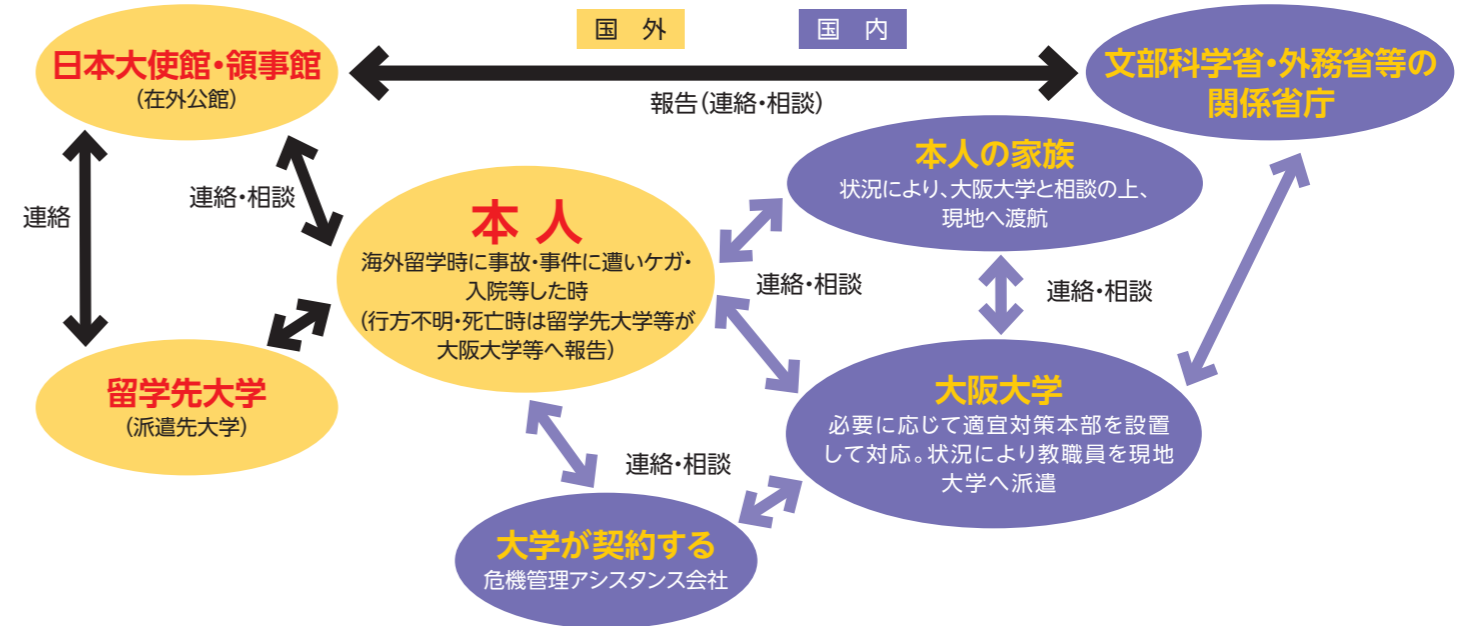 国 外
国 内
日本大使館・領事館
(在外公館)
文部科学省・外務省等の
関係省庁
報告(連絡・相談)
本人の家族
状況により、大阪大学と相談の上、
現地へ渡航
連絡・相談
連絡
本 人
海外留学時に事故・事件に遭いケガ・
入院等した時
(行方不明・死亡時は留学先大学等が
大阪大学等へ報告)
連絡・相談
連絡・相談
留学先大学
(派遣先大学)
大阪大学
必要に応じて適宜対策本部を設置
して対応。状況により教職員を現地
大学へ派遣
連絡・相談
大学が契約する
危機管理アシスタンス会社